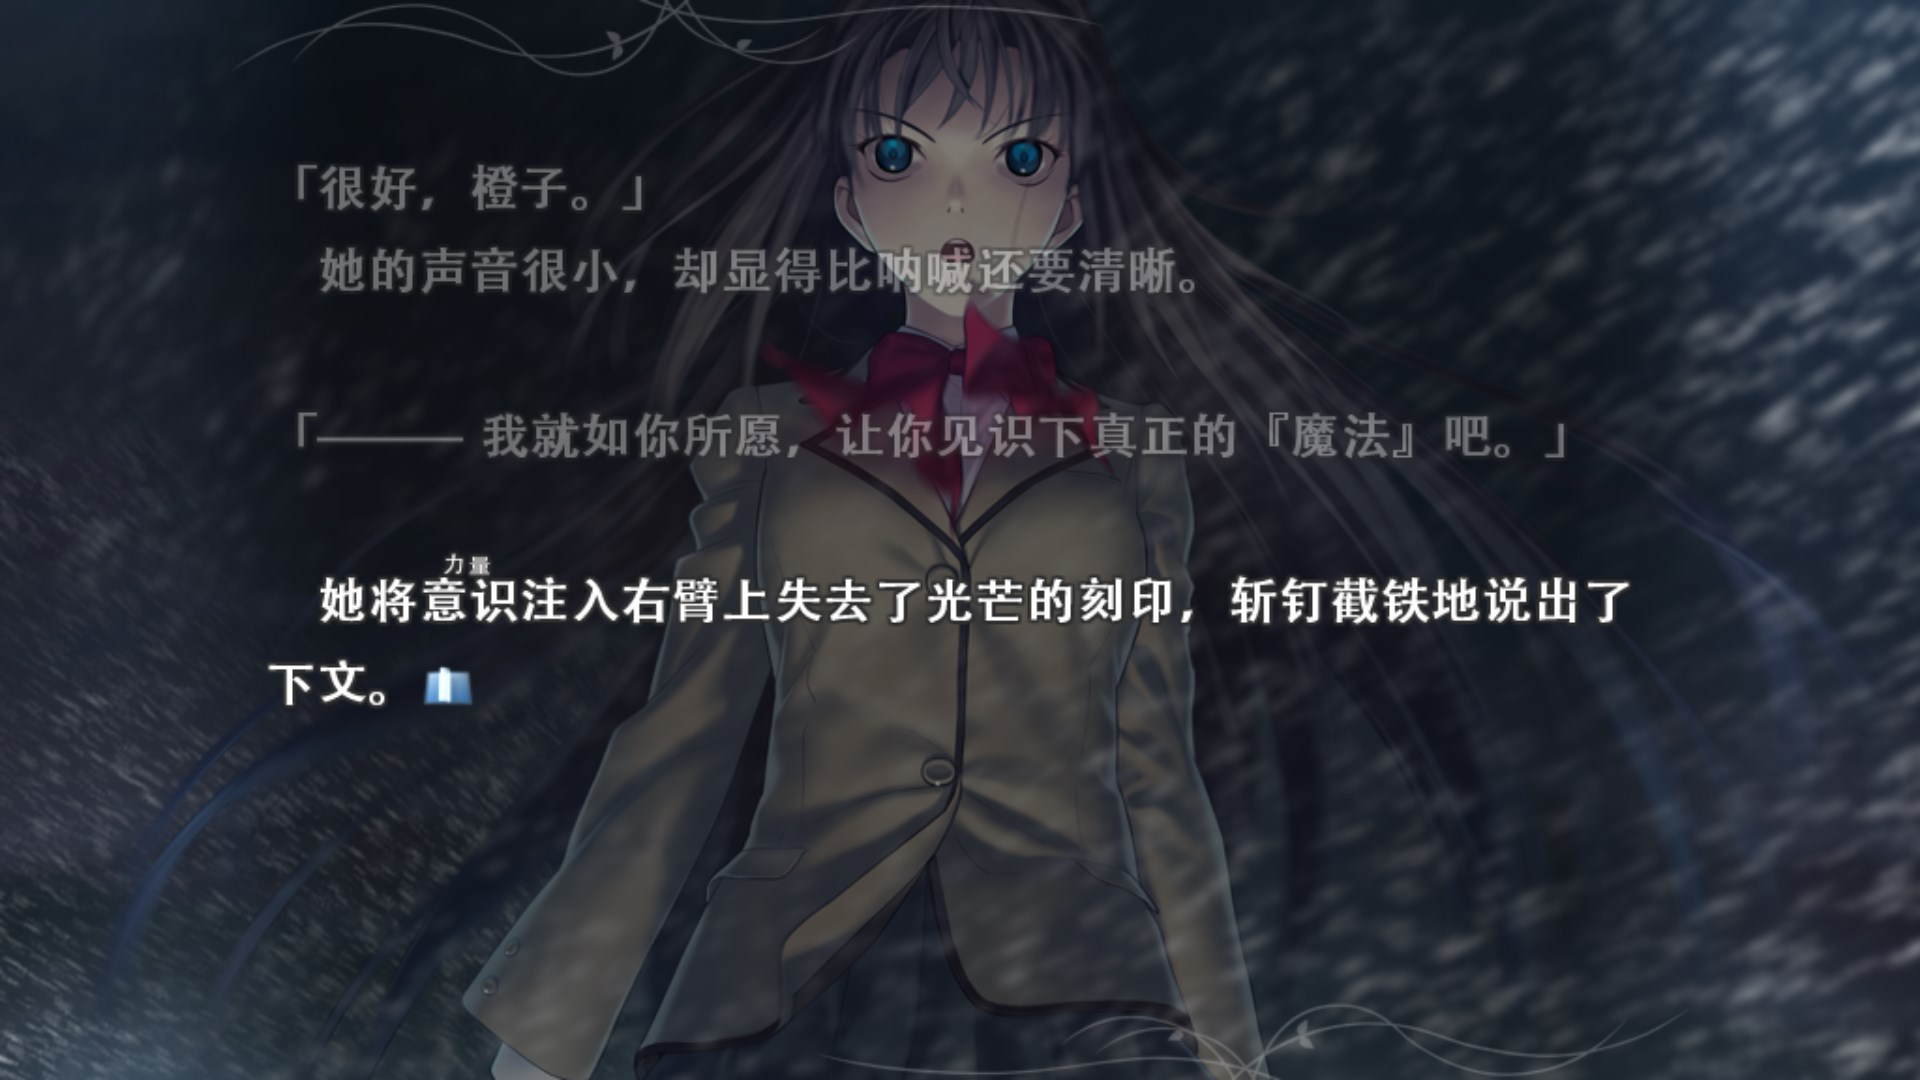 「很好，橙子。」
她的声音很小，却显得比呐喊还要清晰。
「———我就如你所愿，让你见识下真正的『魔法』吧。」
力量
她将意识注入右臂上失去了光芒的刻印，斩钉截铁地说出了
下文。